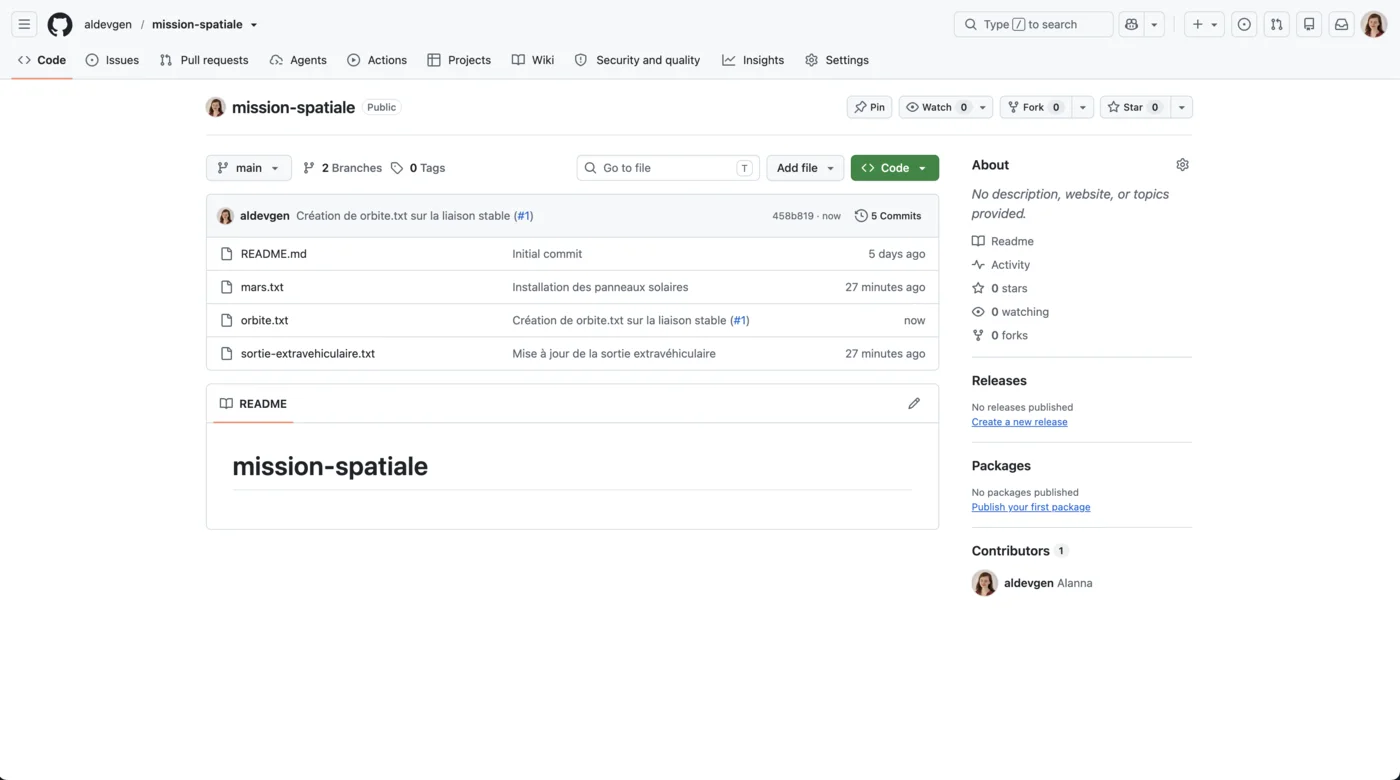 aldevgen / mission-spatiale
Type / to search
Code Issues Pull requests Agents Actions Projects Wiki Security and quality Insights Settings
mission-spatiale Public
Pin Watch 0 Fork 0 Star 0
main 2 Branches 0 Tags Go to file T Add file Code
aldevgen Création de orbite.txt sur la liaison stable (#1) 458b819 · now 5 Commits
README.md Initial commit 5 days ago
mars.txt Installation des panneaux solaires 27 minutes ago
orbite.txt Création de orbite.txt sur la liaison stable (#1) now
sortie-extravehiculaire.txt Mise à jour de la sortie extravéhiculaire 27 minutes ago
README
mission-spatiale
About
No description, website, or topics
provided.
Readme
Activity
0 stars
0 watching
0 forks
Releases
No releases published
Create a new release
Packages
No packages published
Publish your first package
Contributors 1
aldevgen Alanna